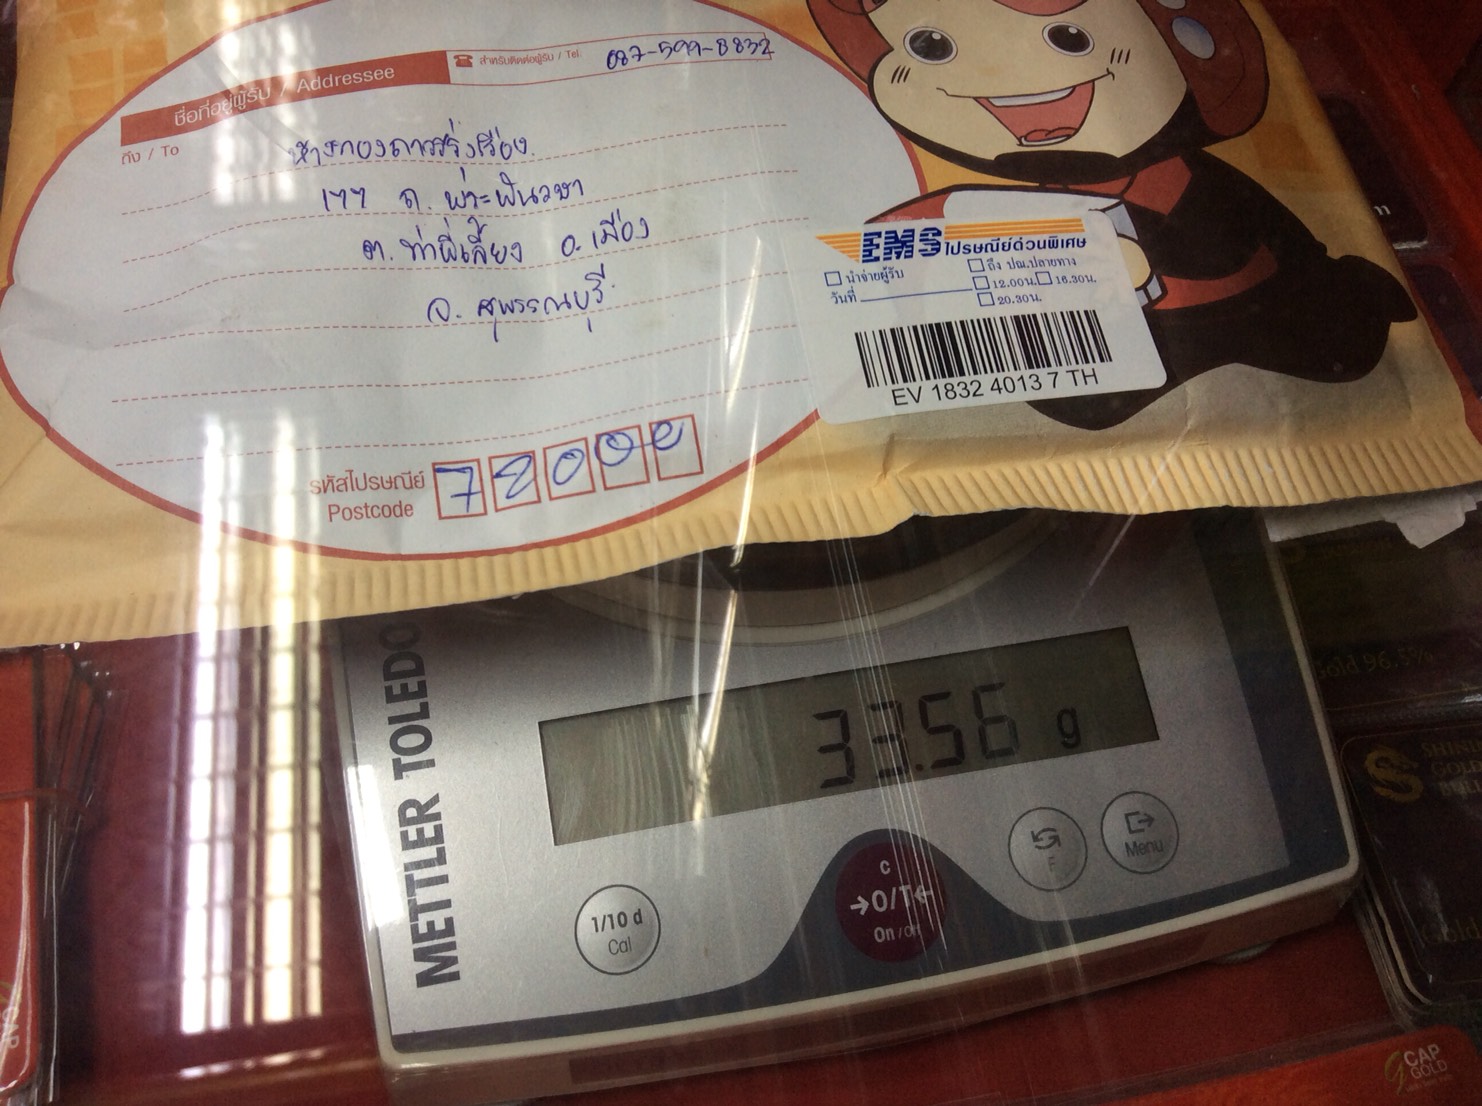 ชื่อที่อยู่ผู้รับ / Addressee
สำหรับติดต่อผู้รับ / Tel. 087-599-8832
ถึง / To
ห้างทองถาวรรุ่งเรือง
177 ถ. พระพันวษา
ต. ท่าพี่เลี้ยง อ. เมือง
จ. สุพรรณบุรี
รหัสไปรษณีย์ 72000
Postcode
EMS ไปรษณีย์ด่วนพิเศษ
นำจ่ายผู้รับ
ถึง ปณ.ปลายทาง
วันที่
12.00น. 16.30น.
20.30น.
EV 1832 4013 7 TH
METTLER TOLEDO
33.56 g
1/10 d
Cal
C
→O/T←
On/Off
F
Menu
Gold 96.5%
GOLD
Gold
CAP
GOLD
CAP